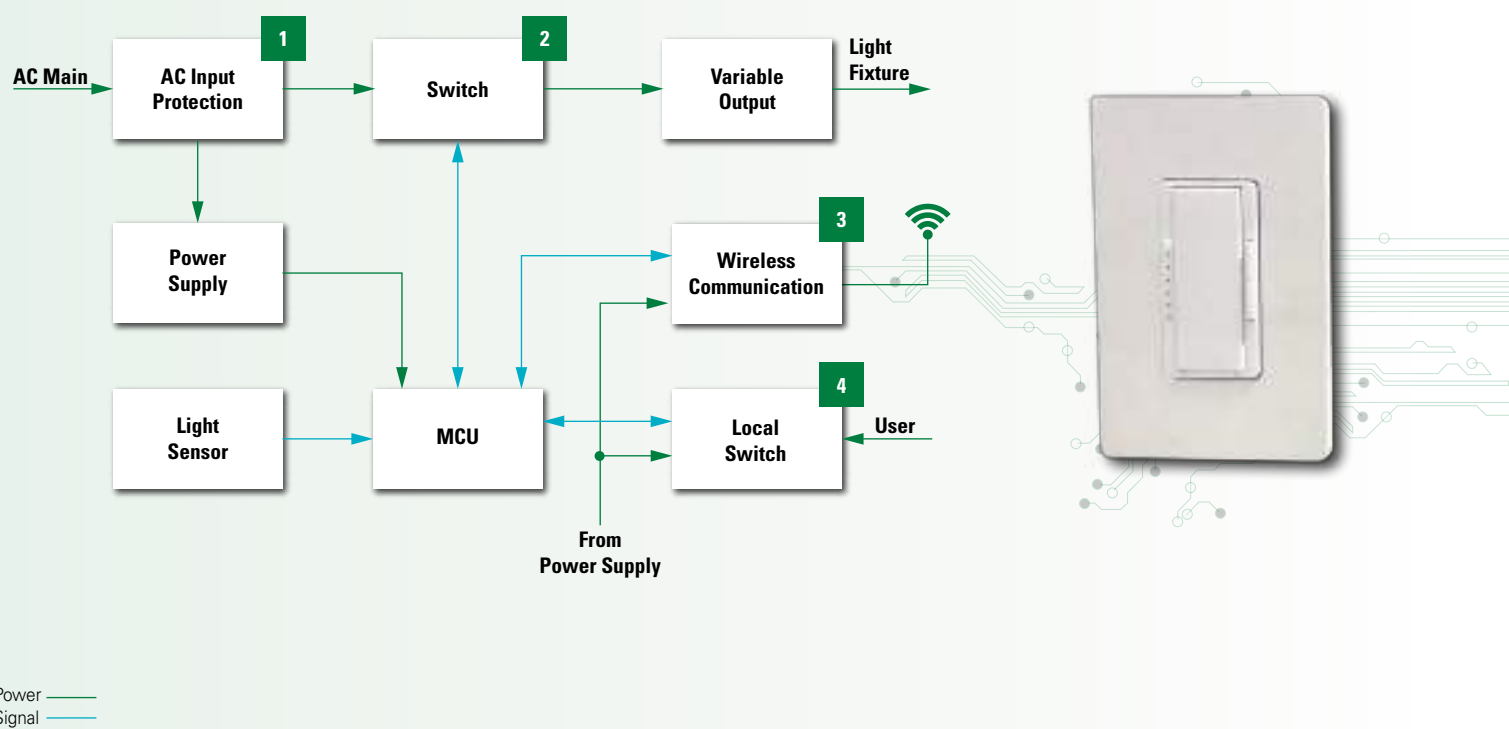 1
2
AC Main
AC Input
Protection
Switch
Variable
Output
Light
Fixture
3
Power
Supply
Wireless
Communication
4
Light
Sensor
MCU
Local
Switch
User
From
Power Supply
Power
Signal